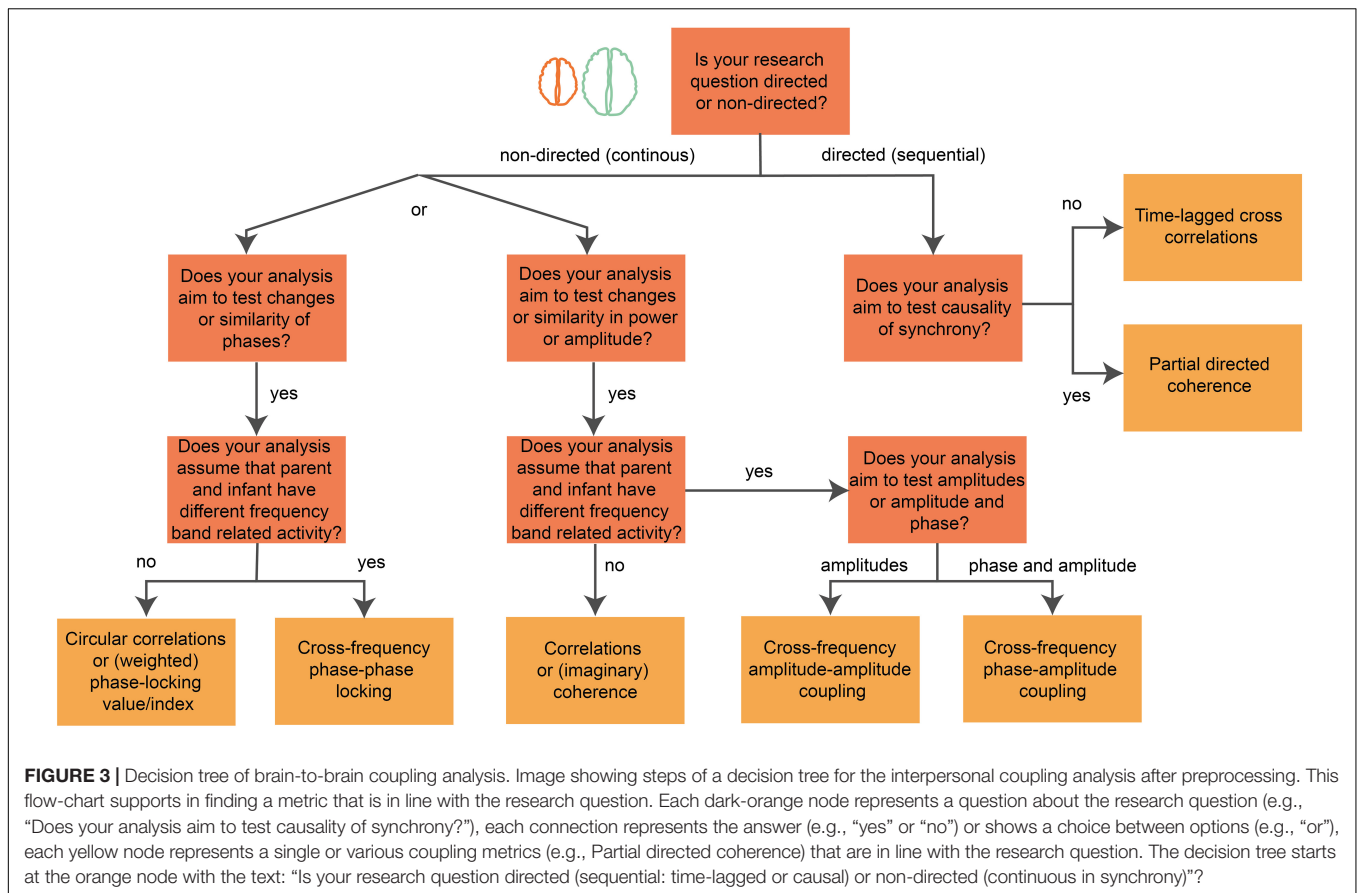 Is your research
question directed
or non-directed?
non-directed (continous)
directed (sequential)
or
no
Time-lagged cross
correlations
Does your analysis
aim to test changes
or similarity of
phases?
Does your analysis
aim to test changes
or similarity in power
or amplitude?
Does your analysis
aim to test causality
of synchrony?
Partial directed
coherence
yes
yes
yes
Does your analysis
assume that parent
and infant have
different frequency
band related activity?
Does your analysis
assume that parent
and infant have
different frequency
band related activity?
yes
Does your analysis
aim to test amplitudes
or amplitude and
phase?
no
yes
no
amplitudes
phase and amplitude
Circular correlations
or (weighted)
phase-locking
value/index
Cross-frequency
phase-phase
locking
Correlations
or (imaginary)
coherence
Cross-frequency
amplitude-amplitude
coupling
Cross-frequency
phase-amplitude
coupling
FIGURE 3 | Decision tree of brain-to-brain coupling analysis. Image showing steps of a decision tree for the interpersonal coupling analysis after preprocessing. This
flow-chart supports in finding a metric that is in line with the research question. Each dark-orange node represents a question about the research question (e.g.,
“Does your analysis aim to test causality of synchrony?”), each connection represents the answer (e.g., “yes” or “no”) or shows a choice between options (e.g., “or”),
each yellow node represents a single or various coupling metrics (e.g., Partial directed coherence) that are in line with the research question. The decision tree starts
at the orange node with the text: “Is your research question directed (sequential: time-lagged or causal) or non-directed (continuous in synchrony)”?